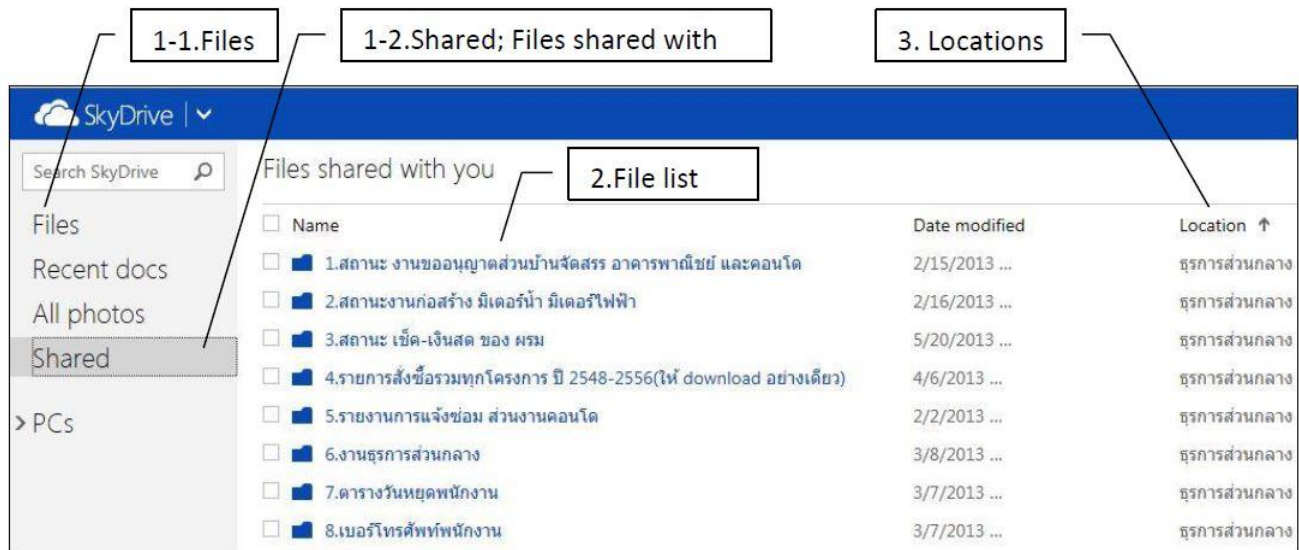 1-1.Files
1-2.Shared; Files shared with
3. Locations
SkyDrive
Search SkyDrive
Files shared with you
2.File list
Files
Name Date modified Location
Recent docs
1.สถานะ งานขออนุญาตส่วนบ้านจัดสรร อาคารพาณิชย์ และคอนโด 2/15/2013 ... ธุรการส่วนกลาง
All photos
2.สถานะงานก่อสร้าง มิเตอร์น้ำ มิเตอร์ไฟฟ้า 2/16/2013 ... ธุรการส่วนกลาง
Shared
3.สถานะ เช็ค-เงินสด ของ ผรม 5/20/2013 ... ธุรการส่วนกลาง
4.รายการสั่งซื้อรวมทุกโครงการ ปี 2548-2556(ให้ download อย่างเดียว) 4/6/2013 ... ธุรการส่วนกลาง
PCs
5.รายงานการแจ้งซ่อม ส่วนงานคอนโด 2/2/2013 ... ธุรการส่วนกลาง
6.งานธุรการส่วนกลาง 3/8/2013 ... ธุรการส่วนกลาง
7.ตารางวันหยุดพนักงาน 3/7/2013 ... ธุรการส่วนกลาง
8.เบอร์โทรศัพท์พนักงาน 3/7/2013 ... ธุรการส่วนกลาง